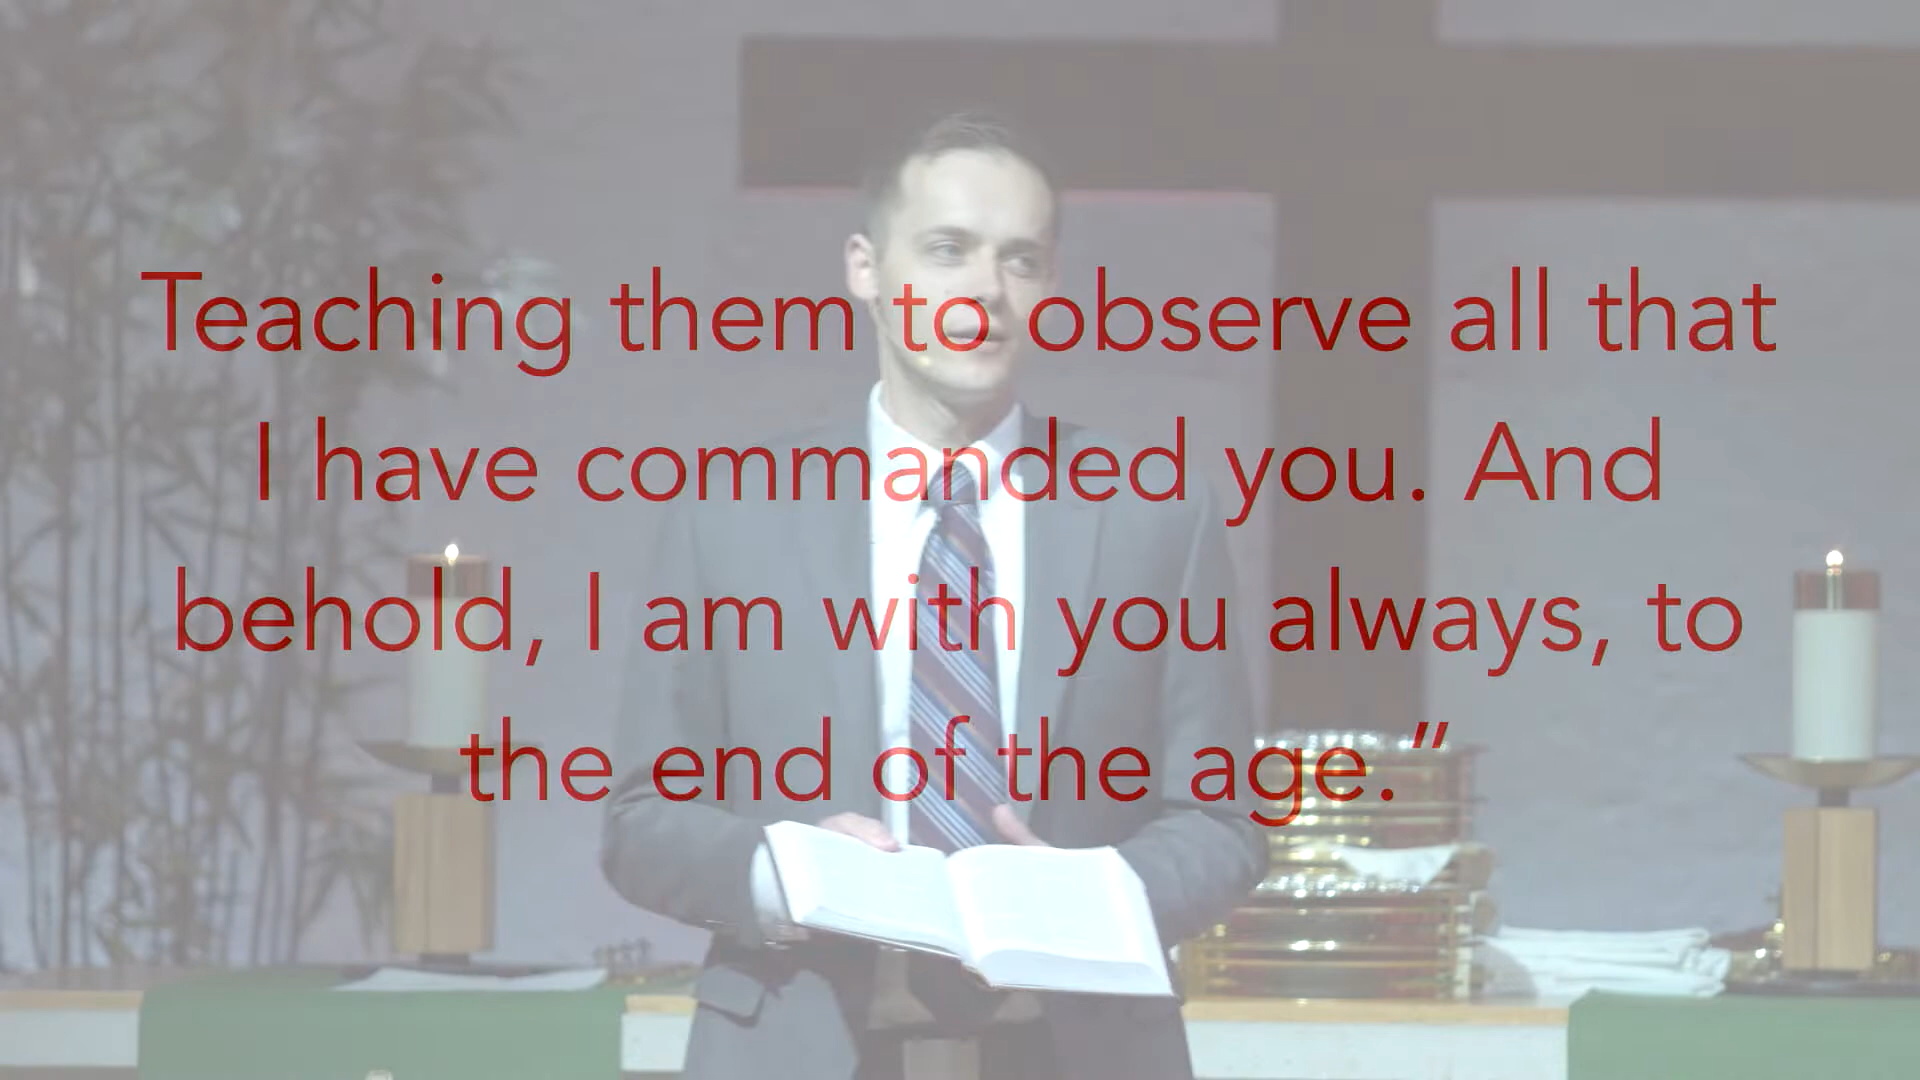 Teaching them to observe all that
I have commanded you. And
behold, I am with you always, to
the end of the age.”